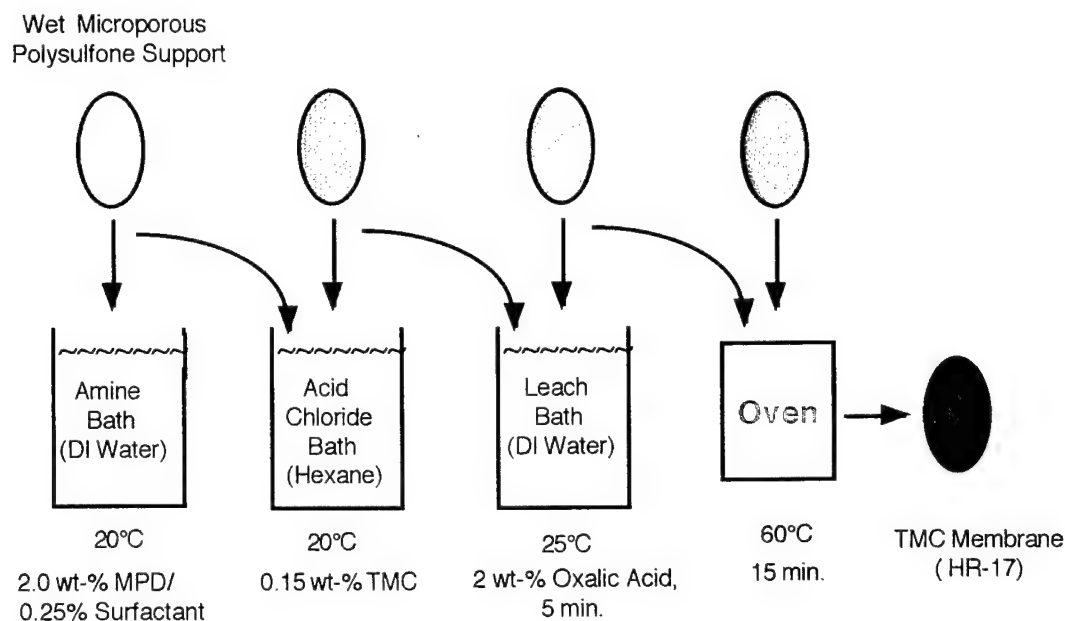 Wet Microporous
Polysulfone Support
Amine
Bath
(DI Water)
Acid
Chloride
Bath
(Hexane)
Leach
Bath
(DI Water)
Oven
20°C
2.0 wt-% MPD/
0.25% Surfactant
20°C
0.15 wt-% TMC
25°C
2 wt-% Oxalic Acid,
5 min.
60°C
15 min.
TMC Membrane
( HR-17)